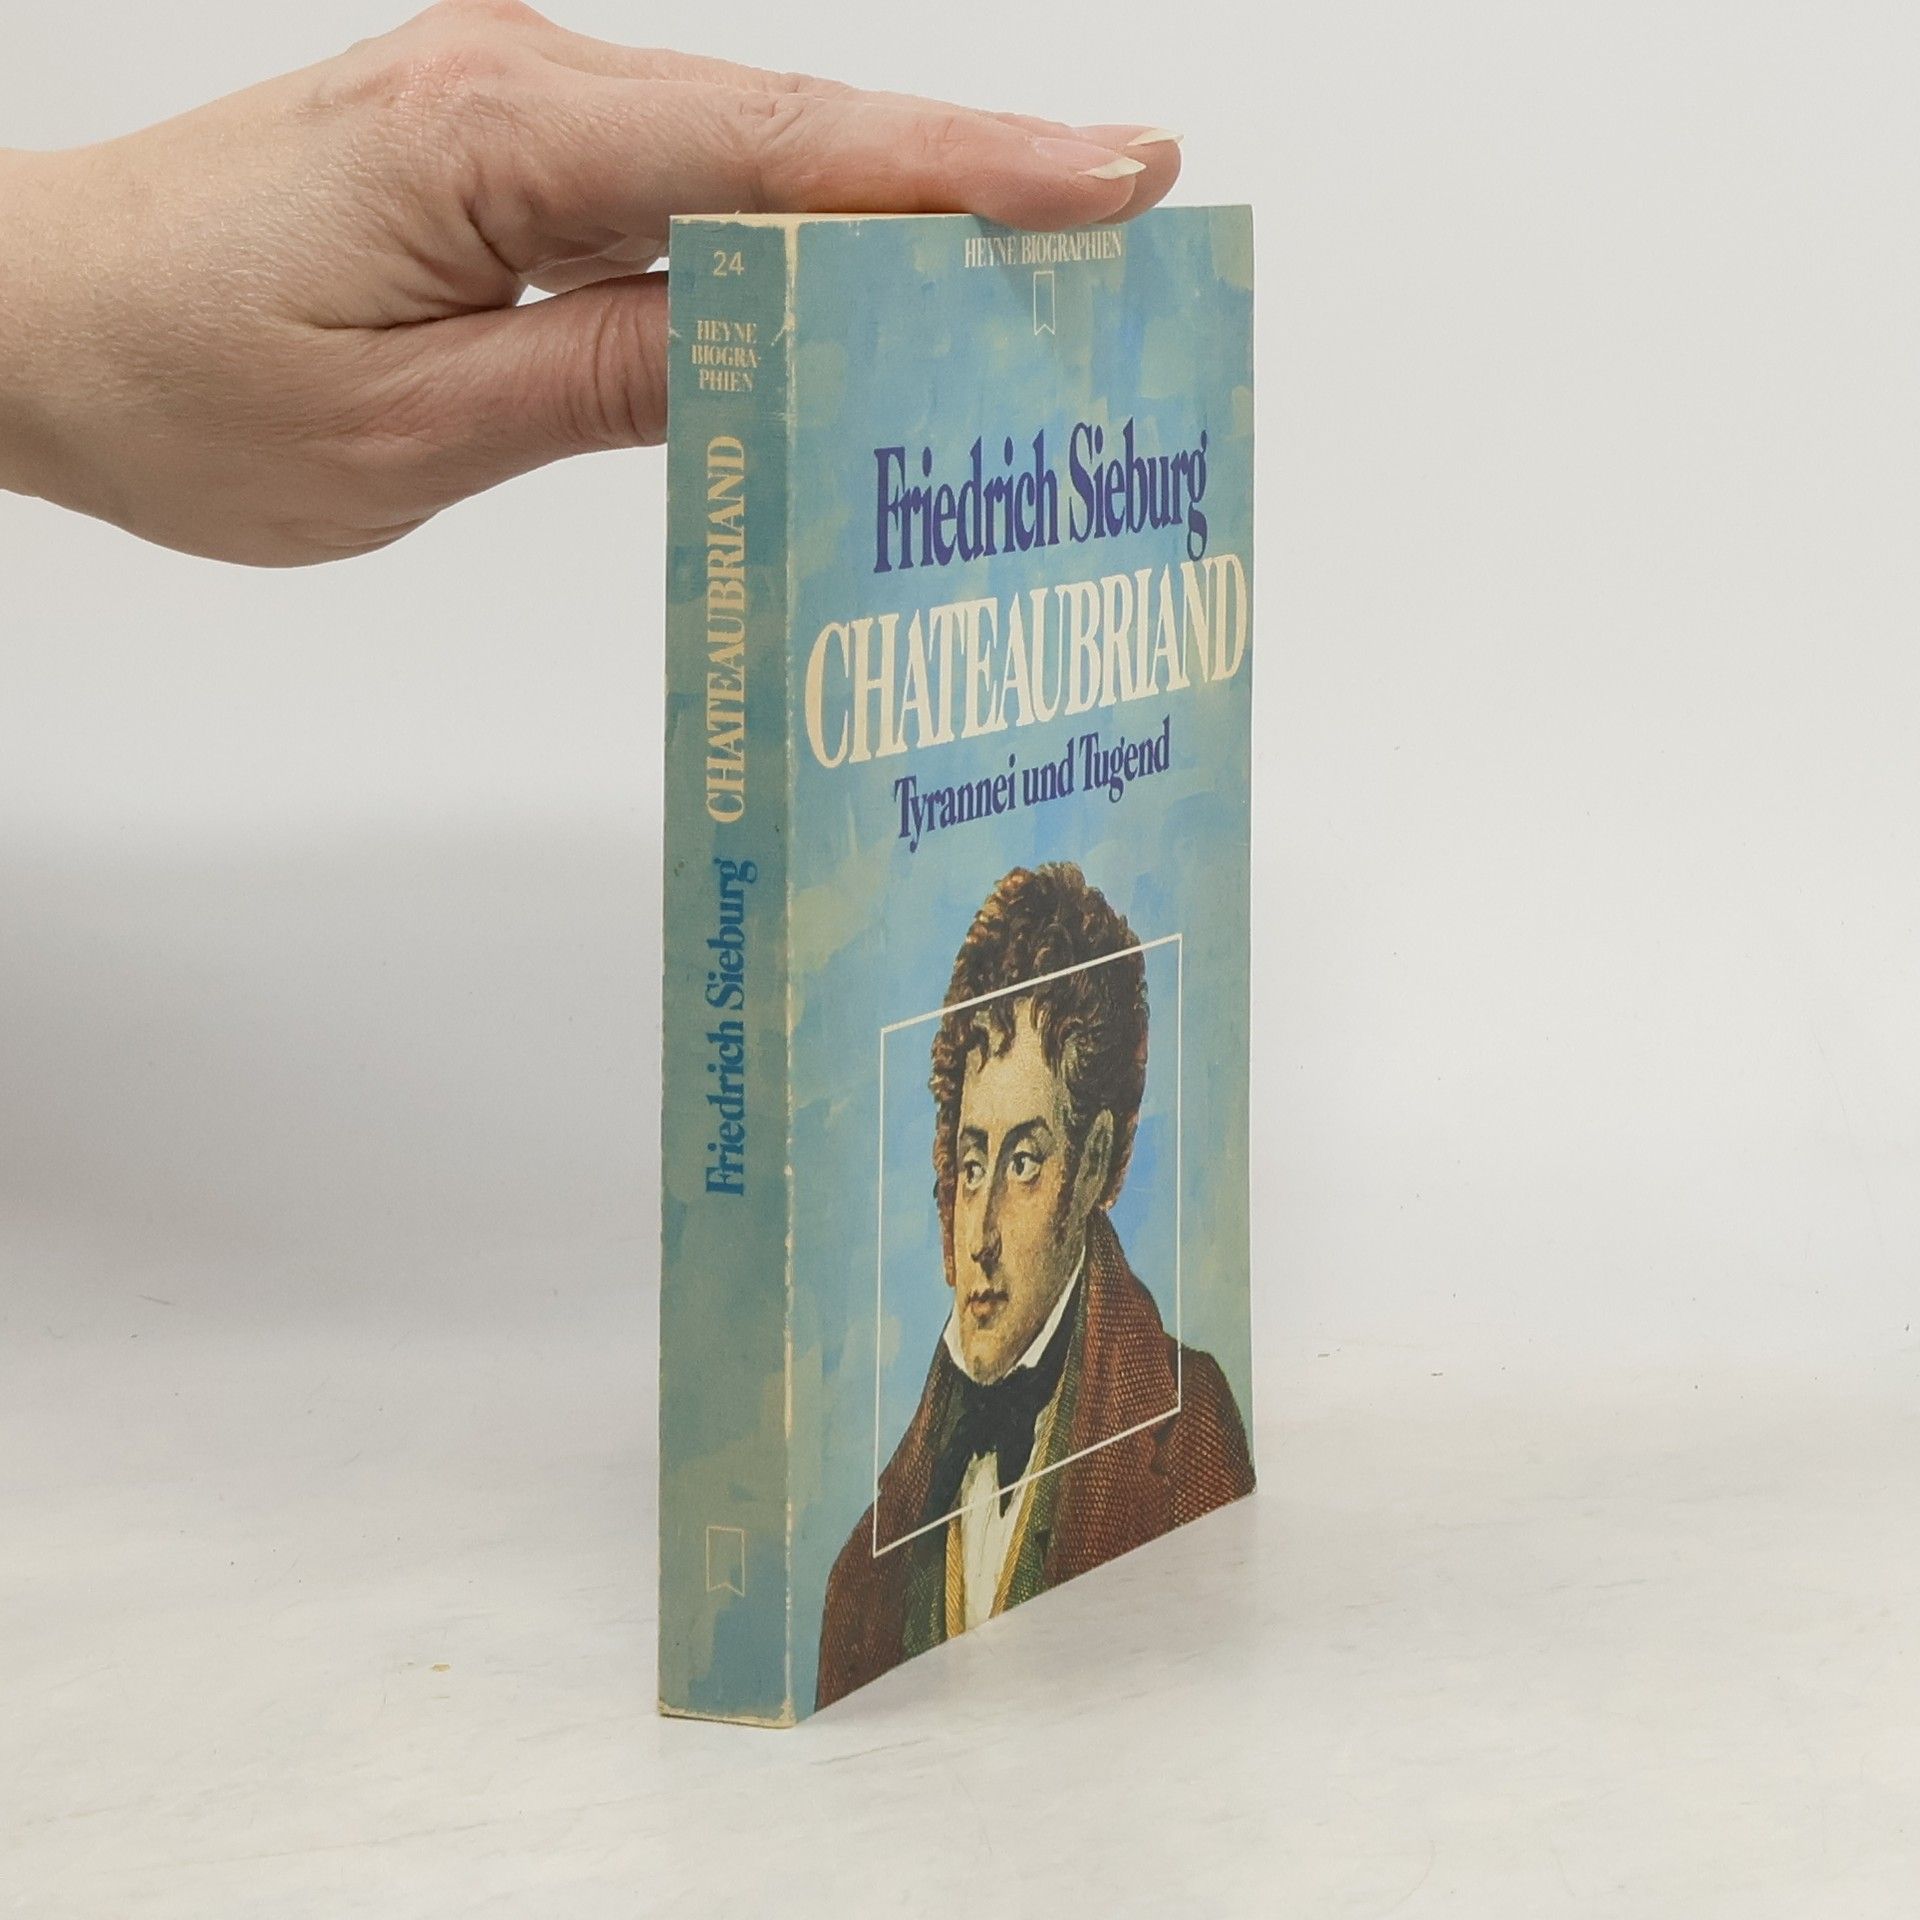 24
HEYNE
BIOGRA-
PHIEN
Friedrich Sieburg CHATEAUBRIAND
HEYNE BIOGRAPHIEN
Friedrich Sieburg
CHATEAUBRIAND
Tyrannei und Tugend